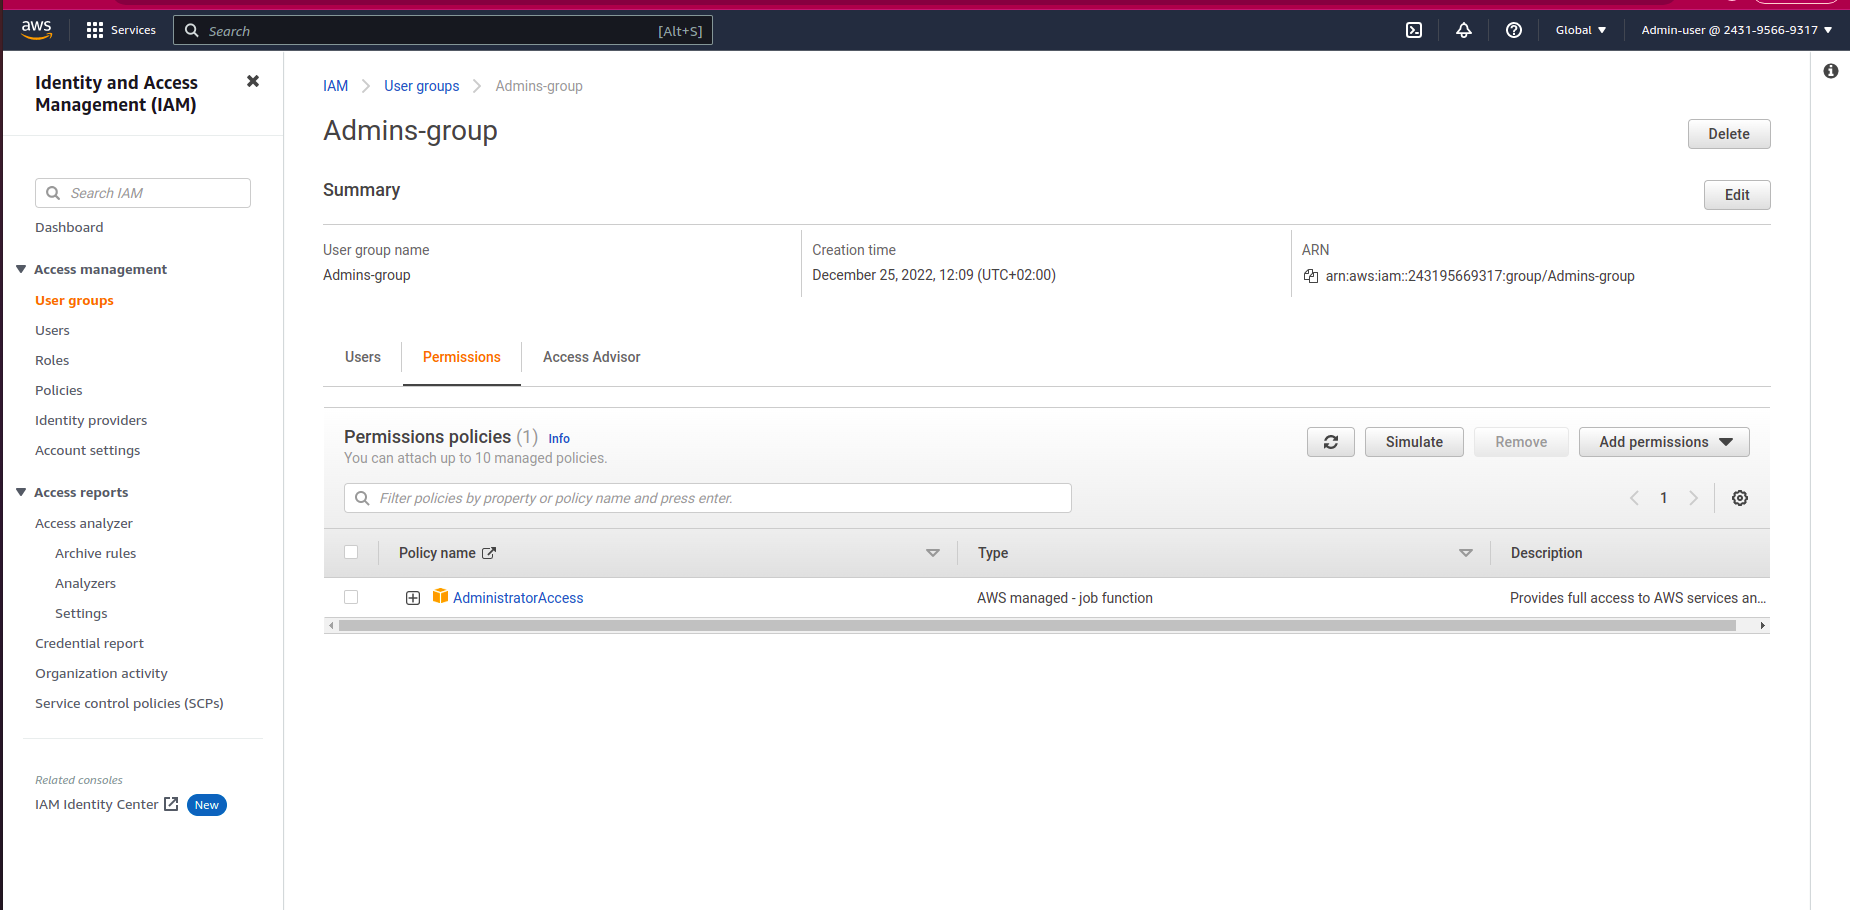 aws
Services
Search
[Alt+S]
Global
Admin-user @ 2431-9566-9317
Identity and Access
Management (IAM)
Search IAM
Dashboard
Access management
User groups
Users
Roles
Policies
Identity providers
Account settings
Access reports
Access analyzer
Archive rules
Analyzers
Settings
Credential report
Organization activity
Service control policies (SCPs)
Related consoles
IAM Identity Center
New
IAM
User groups
Admins-group
Admins-group
Delete
Summary
Edit
User group name
Admins-group
Creation time
December 25, 2022, 12:09 (UTC+02:00)
ARN
arn:aws:iam::243195669317:group/Admins-group
Users
Permissions
Access Advisor
Permissions policies (1)
Info
You can attach up to 10 managed policies.
Simulate
Remove
Add permissions
Filter policies by property or policy name and press enter.
1
Policy name
Type
Description
AdministratorAccess
AWS managed - job function
Provides full access to AWS services an...